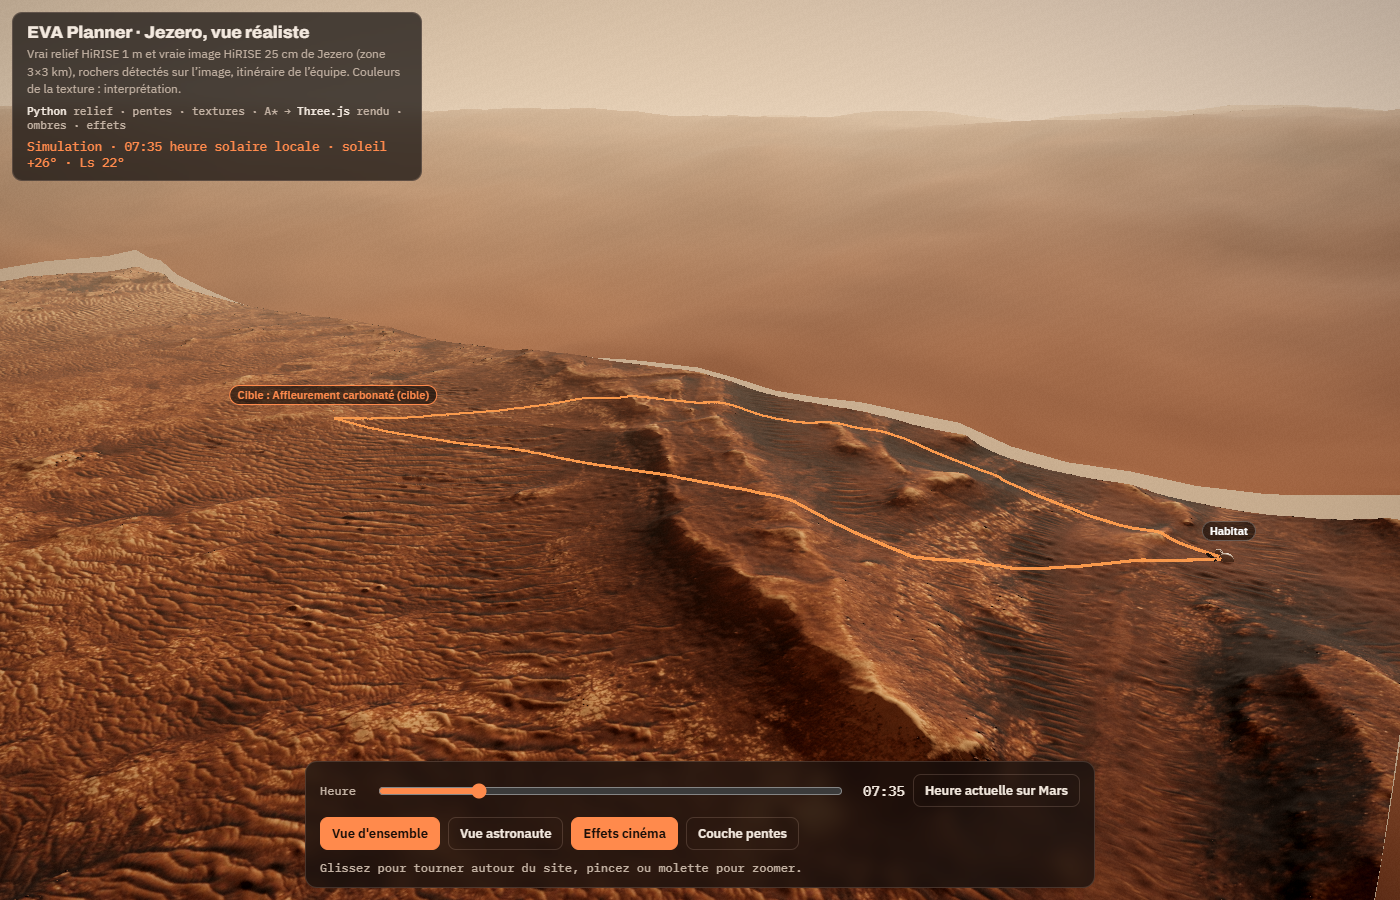 EVA Planner · Jezero, vue réaliste
Vrai relief HiRISE 1 m et vraie image HiRISE 25 cm de Jezero (zone
3×3 km), rochers détectés sur l'image, itinéraire de l'équipe. Couleurs
de la texture : interprétation.
Python relief · pentes · textures · A* → Three.js rendu ·
ombres · effets
Simulation · 07:35 heure solaire locale · soleil
+26° · Ls 22°
Cible : Affleurement carbonaté (cible)
Habitat
Heure 07:35 Heure actuelle sur Mars
Vue d'ensemble Vue astronaute Effets cinéma Couche pentes
Glissez pour tourner autour du site, pincez ou molette pour zoomer.